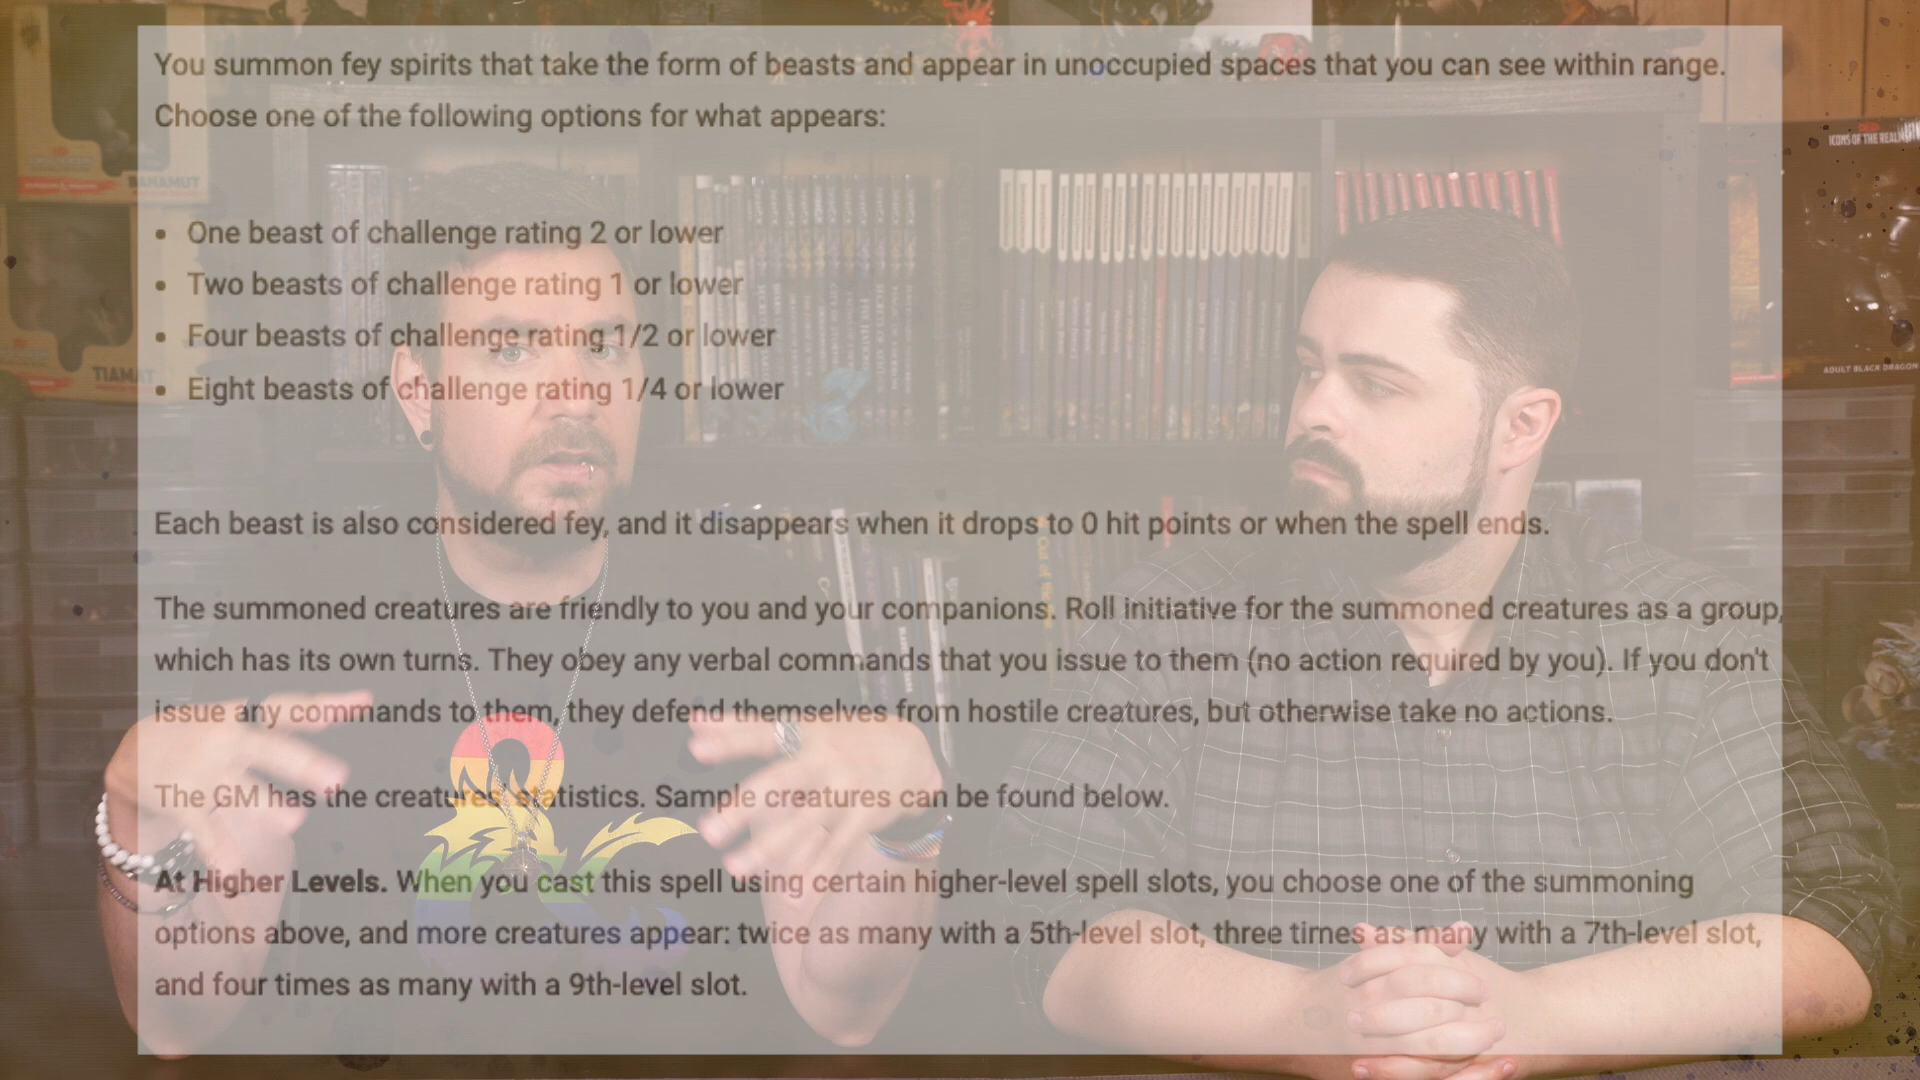 You summon fey spirits that take the form of beasts and appear in unoccupied spaces that you can see within range.
Choose one of the following options for what appears:
• One beast of challenge rating 2 or lower
• Two beasts of challenge rating 1 or lower
• Four beasts of challenge rating 1/2 or lower
• Eight beasts of challenge rating 1/4 or lower
Each beast is also considered fey, and it disappears when it drops to 0 hit points or when the spell ends.
The summoned creatures are friendly to you and your companions. Roll initiative for the summoned creatures as a group,
which has its own turns. They obey any verbal commands that you issue to them (no action required by you). If you don't
issue any commands to them, they defend themselves from hostile creatures, but otherwise take no actions.
The GM has the creatures' statistics. Sample creatures can be found below.
At Higher Levels. When you cast this spell using certain higher-level spell slots, you choose one of the summoning
options above, and more creatures appear: twice as many with a 5th-level slot, three times as many with a 7th-level slot,
and four times as many with a 9th-level slot.
BAHAMUT
TIAMAT
ICONS OF THE REALMS
ADULT BLACK DRAGON